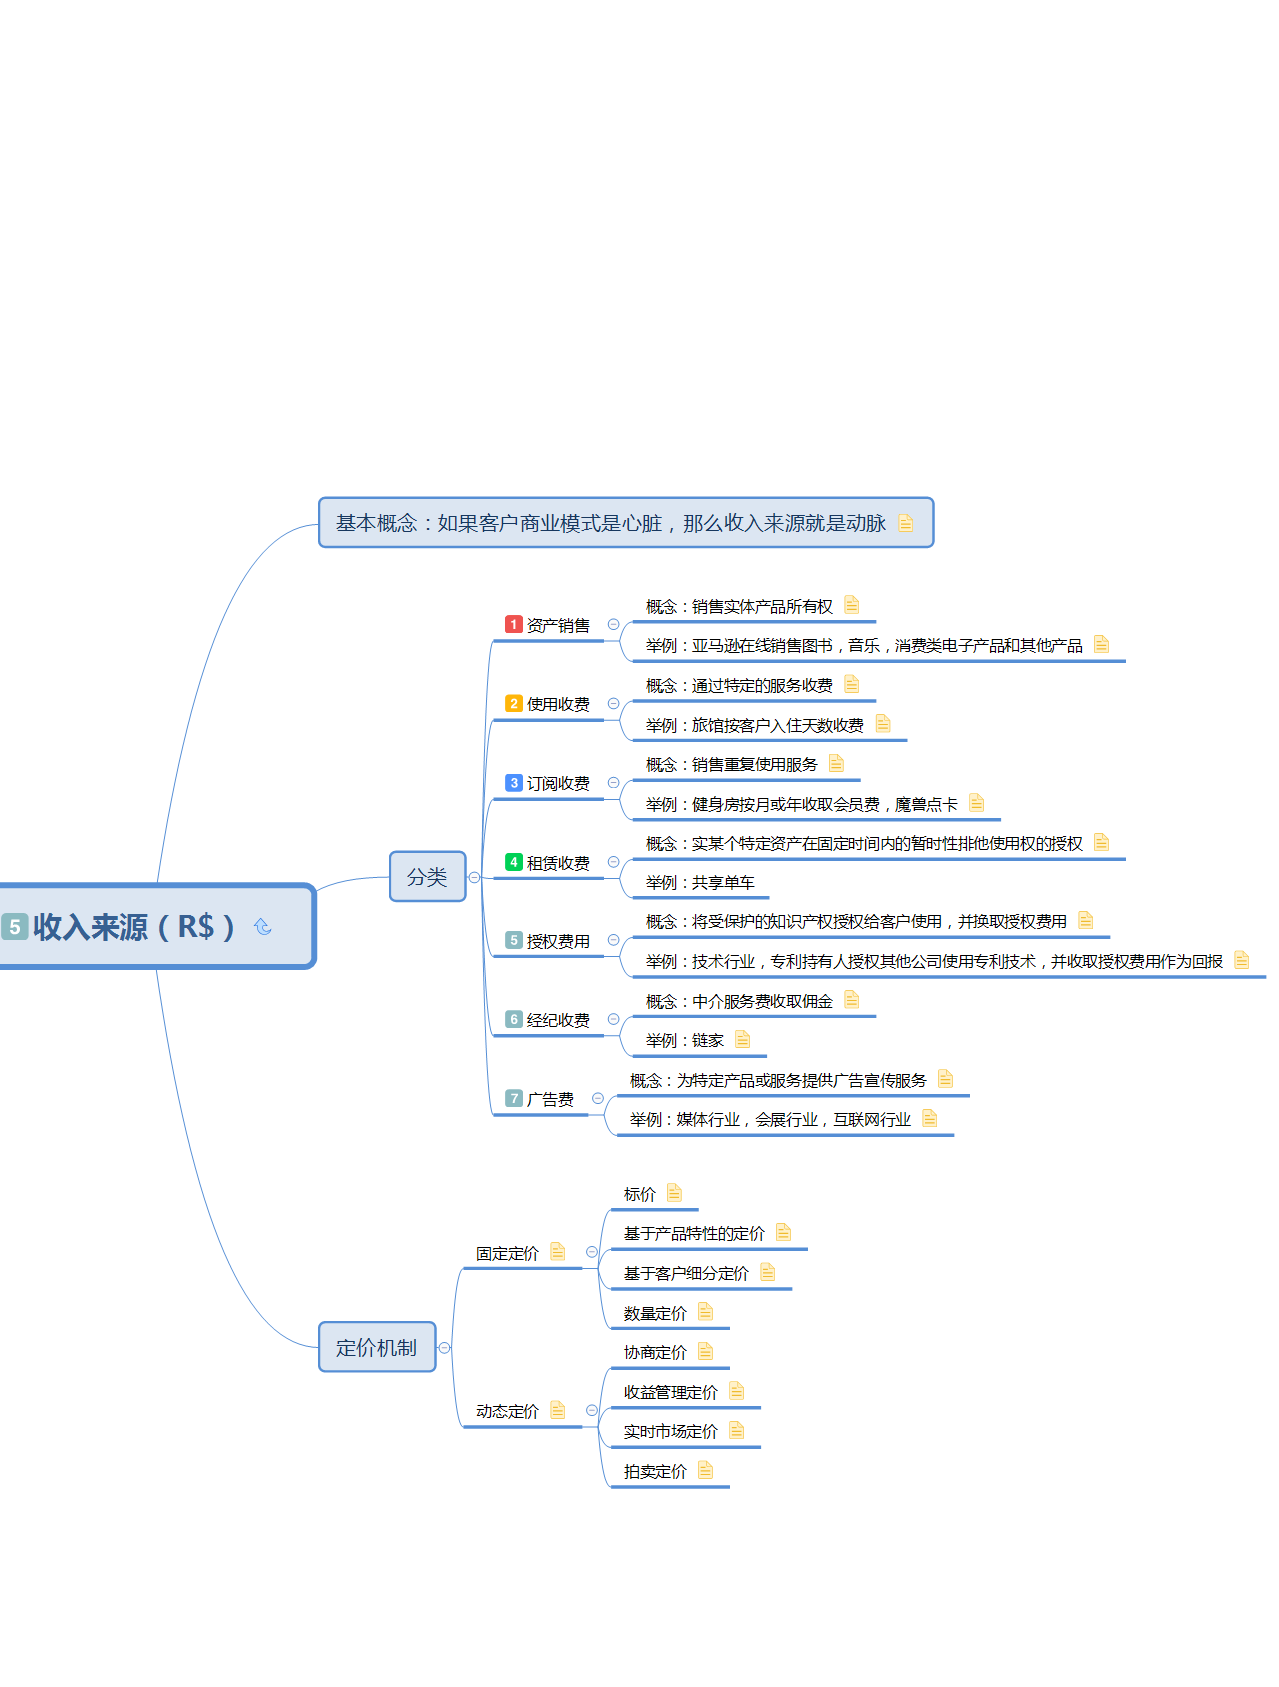 5 收入来源（R$）
基本概念：如果客户商业模式是心脏，那么收入来源就是动脉
分类
1 资产销售
概念：销售实体产品所有权
举例：亚马逊在线销售图书，音乐，消费类电子产品和其他产品
2 使用收费
概念：通过特定的服务收费
举例：旅馆按客户入住天数收费
3 订阅收费
概念：销售重复使用服务
举例：健身房按月或年收取会员费，魔兽点卡
4 租赁收费
概念：实某个特定资产在固定时间内的暂时性排他使用权的授权
举例：共享单车
5 授权费用
概念：将受保护的知识产权授权给客户使用，并换取授权费用
举例：技术行业，专利持有人授权其他公司使用专利技术，并收取授权费用作为回报
6 经纪收费
概念：中介服务费收取佣金
举例：链家
7 广告费
概念：为特定产品或服务提供广告宣传服务
举例：媒体行业，会展行业，互联网行业
定价机制
固定定价
标价
基于产品特性的定价
基于客户细分定价
数量定价
动态定价
协商定价
收益管理定价
实时市场定价
拍卖定价